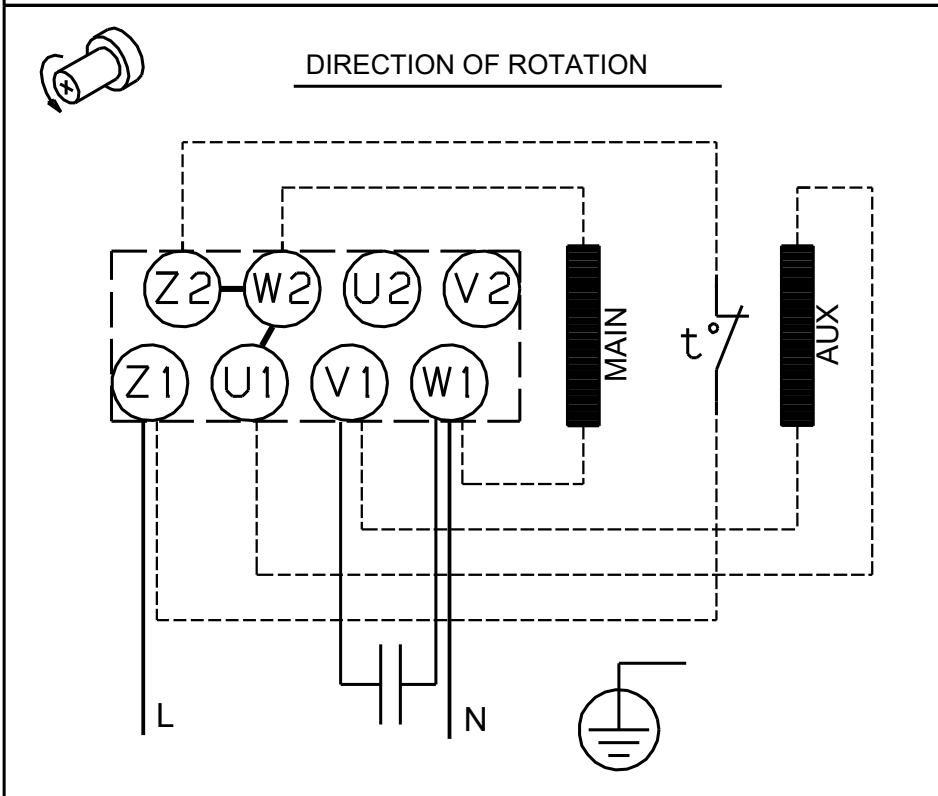 DIRECTION OF ROTATION
Z2 W2 U2 V2
Z1 U1 V1 W1
MAIN
t°
AUX
L
N